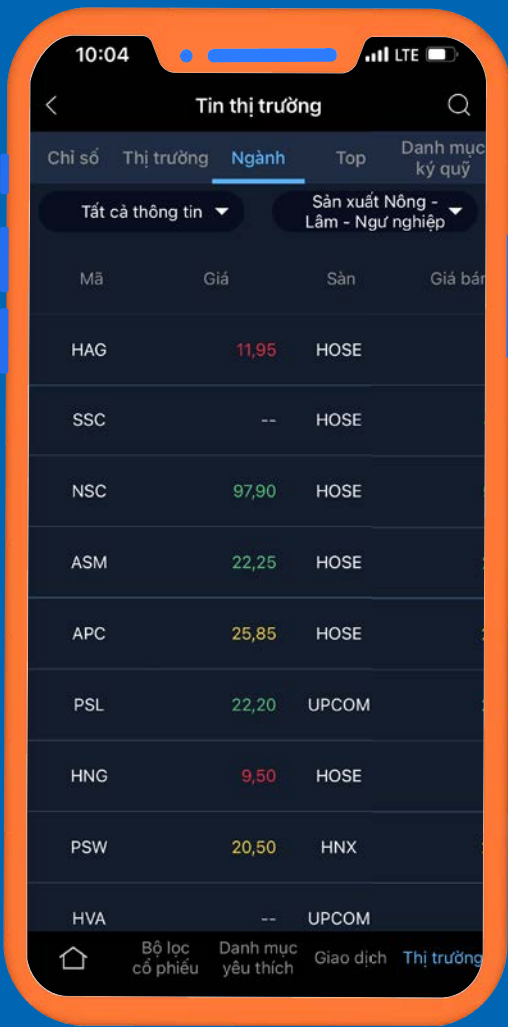 10:04
LTE
Tin thị trường
Chỉ số Thị trường Ngành Top Danh mục
ký quỹ
Tất cả thông tin Sản xuất Nông -
Lâm - Ngư nghiệp
Mã Giá Sàn Giá bán
HAG 11,95 HOSE
SSC -- HOSE
NSC 97,90 HOSE
ASM 22,25 HOSE
APC 25,85 HOSE
PSL 22,20 UPCOM
HNG 9,50 HOSE
PSW 20,50 HNX
HVA -- UPCOM
Bộ lọc
cổ phiếu
Danh mục
yêu thích
Giao dịch
Thị trường